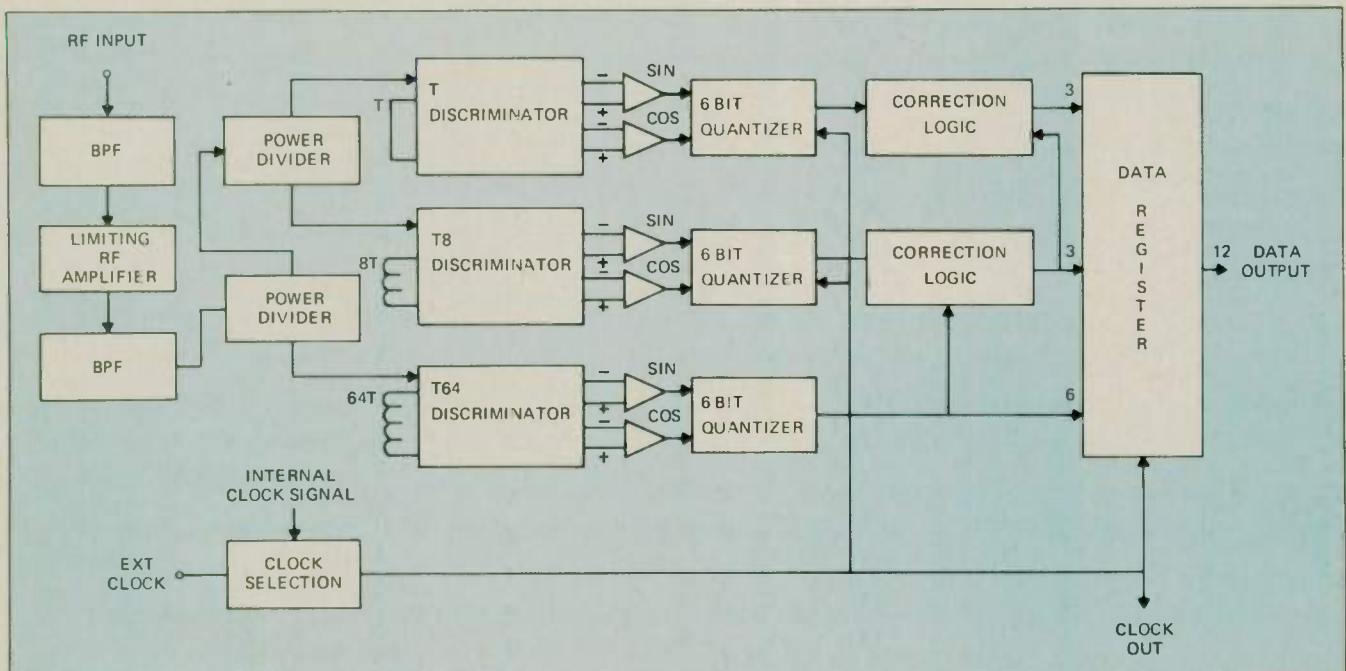 RF INPUT
BPF
LIMITING
RF
AMPLIFIER
BPF
POWER
DIVIDER
POWER
DIVIDER
T
T
DISCRIMINATOR
8T
T8
DISCRIMINATOR
64T
T64
DISCRIMINATOR
−
+
−
+
SIN
COS
−
+
−
+
SIN
COS
−
+
−
+
SIN
COS
6 BIT
QUANTIZER
6 BIT
QUANTIZER
6 BIT
QUANTIZER
CORRECTION
LOGIC
CORRECTION
LOGIC
3
3
6
DATA
REGISTER
12 DATA
OUTPUT
INTERNAL
CLOCK SIGNAL
EXT
CLOCK
CLOCK
SELECTION
CLOCK
OUT